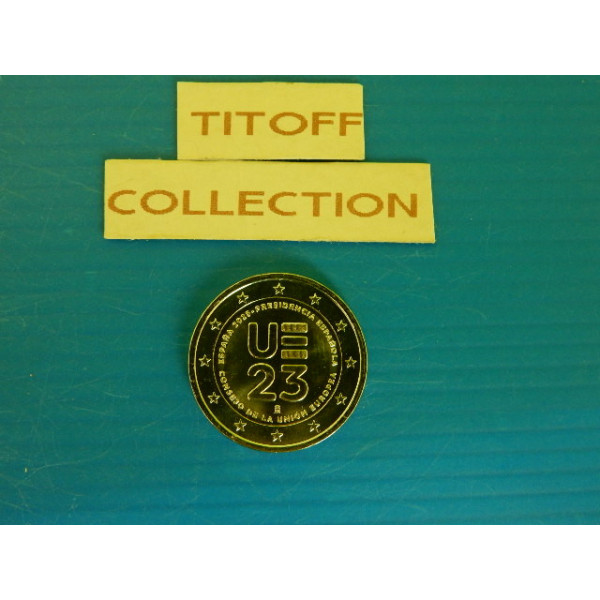 TITOFF
COLLECTION
ESPAÑA 2023 - PRESIDENCIA ESPAÑOLA
UE
23
CONSEJO DE LA UNIÓN EUROPEA